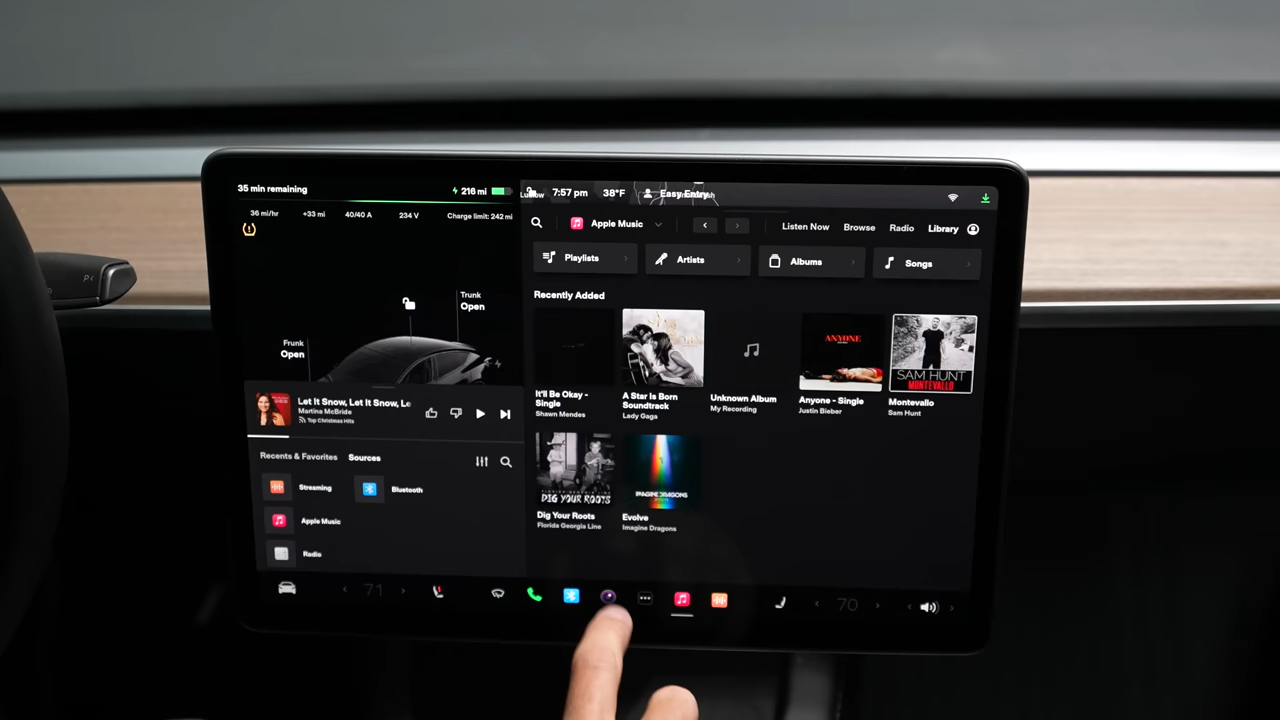 35 min remaining
216 mi
36 mi/hr
+33 mi
40/40 A
234 V
Charge limit: 242 mi
Trunk
Open
Frunk
Open
Let It Snow, Let It Snow, Le
Martina McBride
Top Christmas Hits
Recents & Favorites
Sources
Streaming
Bluetooth
Apple Music
Radio
7:57 pm
38°F
Easy Entry
Apple Music
Listen Now
Browse
Radio
Library
Playlists
Artists
Albums
Songs
Recently Added
It'll Be Okay -
Single
Shawn Mendes
A Star Is Born
Soundtrack
Lady Gaga
Unknown Album
My Recording
ANYONE
Anyone - Single
Justin Bieber
SAM HUNT
MONTEVALLO
Montevallo
Sam Hunt
FLORIDA GEORGIA LINE
DIG YOUR ROOTS
Dig Your Roots
Florida Georgia Line
IMAGINE DRAGONS
Evolve
Imagine Dragons
71
70
P